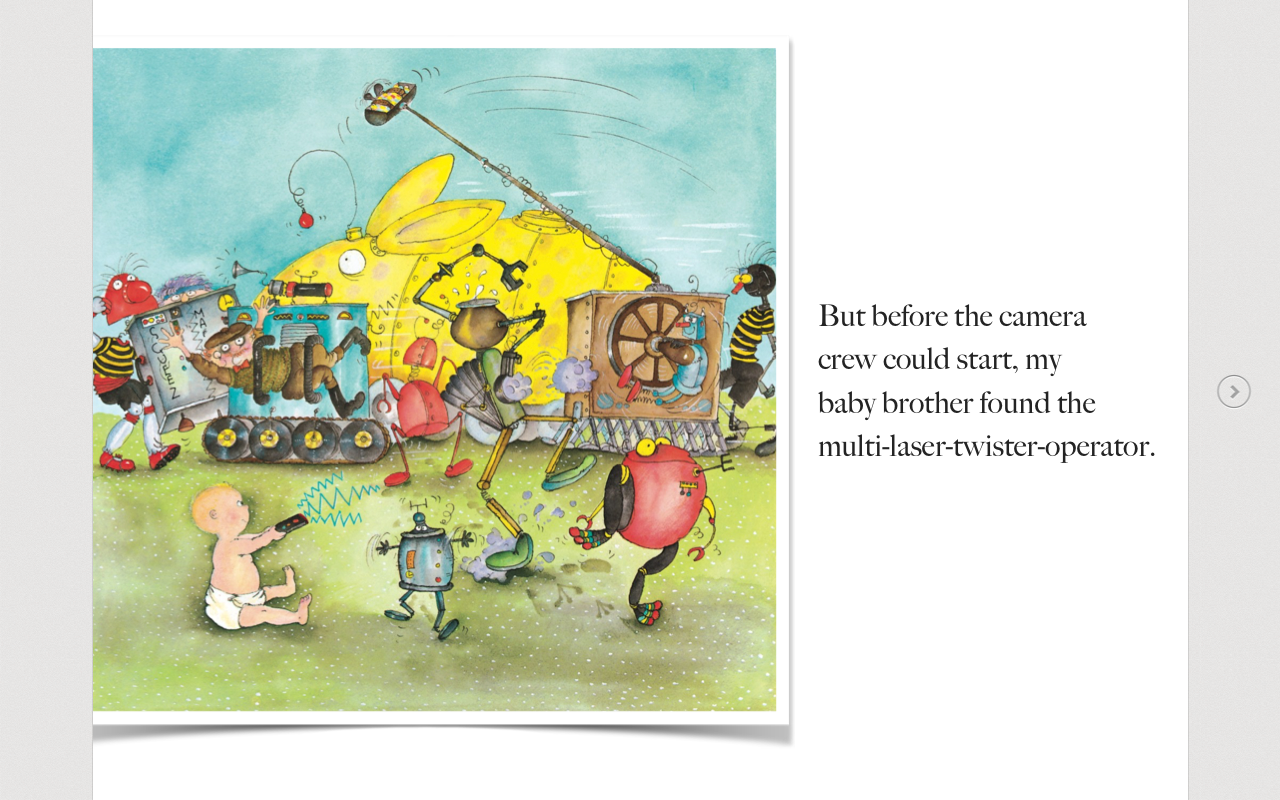 But before the camera
crew could start, my
baby brother found the
multi-laser-twister-operator.